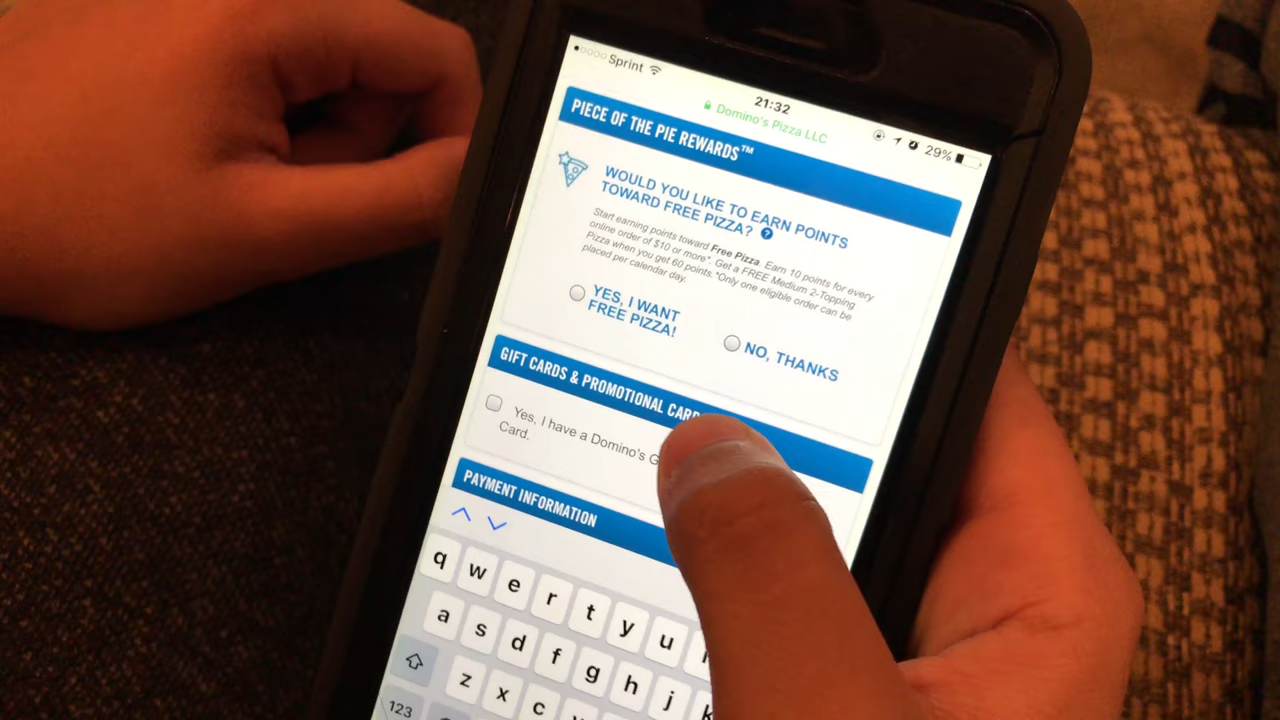 Sprint
21:32
Domino's Pizza LLC
29%
PIECE OF THE PIE REWARDS™
WOULD YOU LIKE TO EARN POINTS
TOWARD FREE PIZZA? ?
Start earning points toward Free Pizza. Earn 10 points for every
online order of $10 or more*. Get a FREE Medium 2-Topping
Pizza when you get 60 points. *Only one eligible order can be
placed per calendar day.
YES, I WANT
FREE PIZZA!
NO, THANKS
GIFT CARDS & PROMOTIONAL
Yes, I have a Domino's
Card.
PAYMENT INFORMATION
q w e r t y u
a s d f g h j k
z x c
123